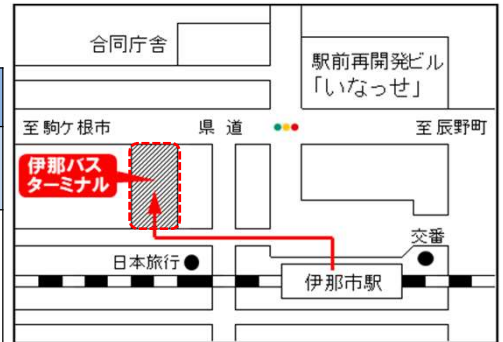 合同庁舎
駅前再開発ビル
「いなっせ」
至駒ケ根市
県道
至辰野町
伊那バス
ターミナル
交番
日本旅行
伊那市駅